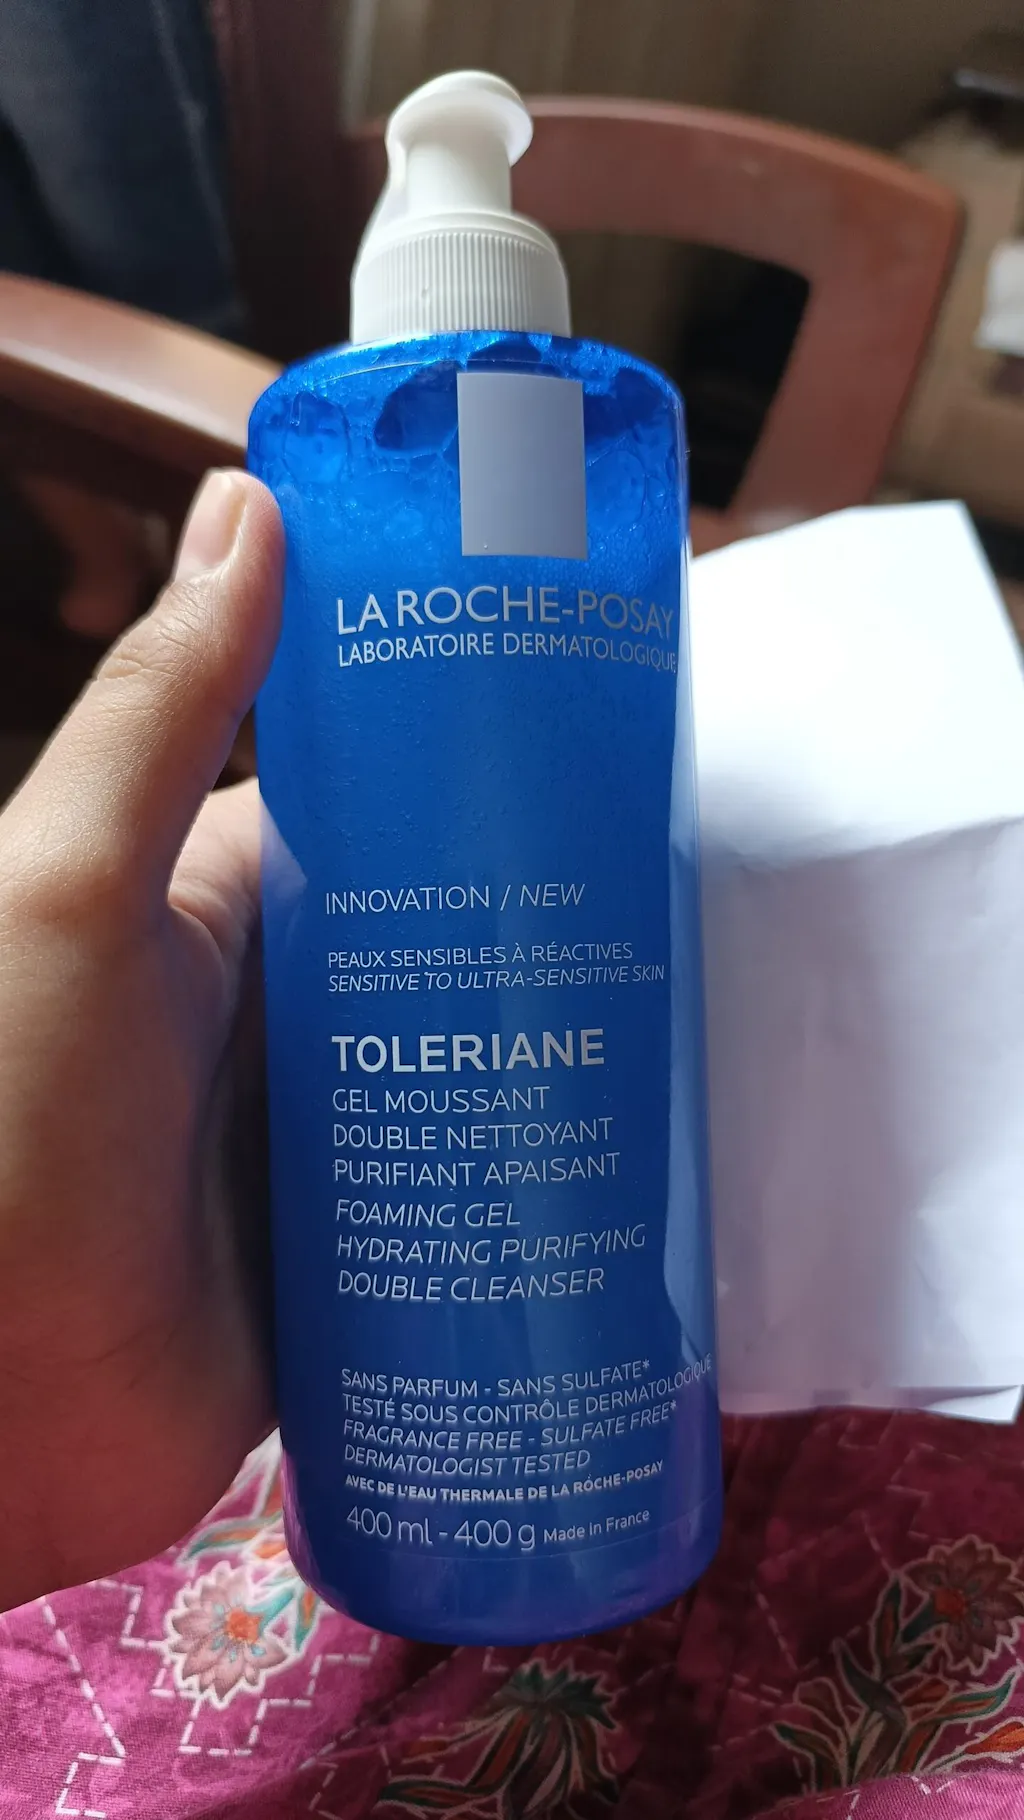 LA ROCHE-POSAY
LABORATOIRE DERMATOLOGIQUE
INNOVATION / NEW
PEAUX SENSIBLES À RÉACTIVES
SENSITIVE TO ULTRA-SENSITIVE SKIN
TOLERIANE
GEL MOUSSANT
DOUBLE NETTOYANT
PURIFIANT APAISANT
FOAMING GEL
HYDRATING PURIFYING
DOUBLE CLEANSER
SANS PARFUM - SANS SULFATE*
TESTÉ SOUS CONTRÔLE DERMATOLOGIQUE
FRAGRANCE FREE - SULFATE FREE*
DERMATOLOGIST TESTED
AVEC DE L'EAU THERMALE DE LA ROCHE-POSAY
400 ml - 400 g Made in France